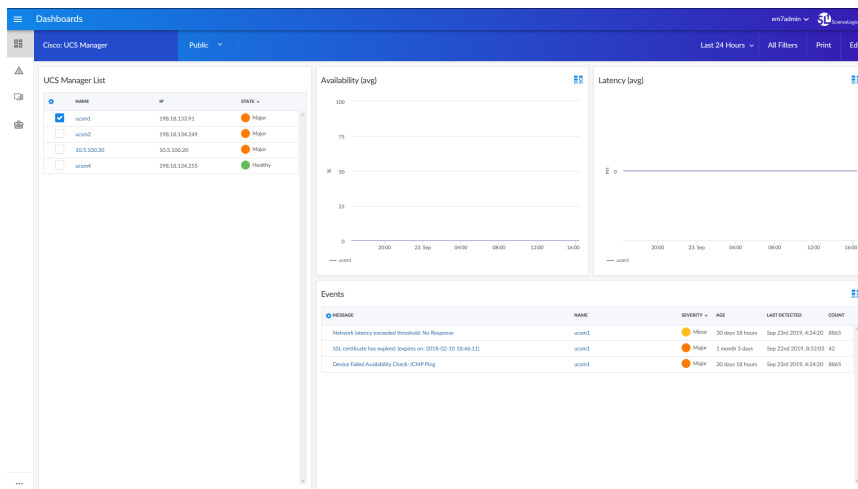 Dashboards
em7admin
ScienceLogic
Cisco: UCS Manager
Public
Last 24 Hours
All Filters
Print
Ed
UCS Manager List
NAME IP STATE
ucsm1 198.18.133.91 Major
ucsm2 198.18.134.249 Major
10.5.100.20 10.5.100.20 Major
ucsm4 198.18.134.255 Healthy
Availability (avg)
100
75
%
50
25
0
20:00 23. Sep 04:00 08:00 12:00 16:00
ucsm1
Latency (avg)
ms
0
20:00 23. Sep 04:00 08:00 12:00 16:00
ucsm1
Events
MESSAGE NAME SEVERITY AGE LAST DETECTED COUNT
Network latency exceeded threshold: No Response ucsm1 Minor 30 days 18 hours Sep 23rd 2019, 4:24:20 8865
SSL certificate has expired: (expires on: 2018-02-10 18:46:11) ucsm1 Major 1 month 3 days Sep 22nd 2019, 8:52:03 42
Device Failed Availability Check: ICMP Ping ucsm1 Major 30 days 18 hours Sep 23rd 2019, 4:24:20 8865